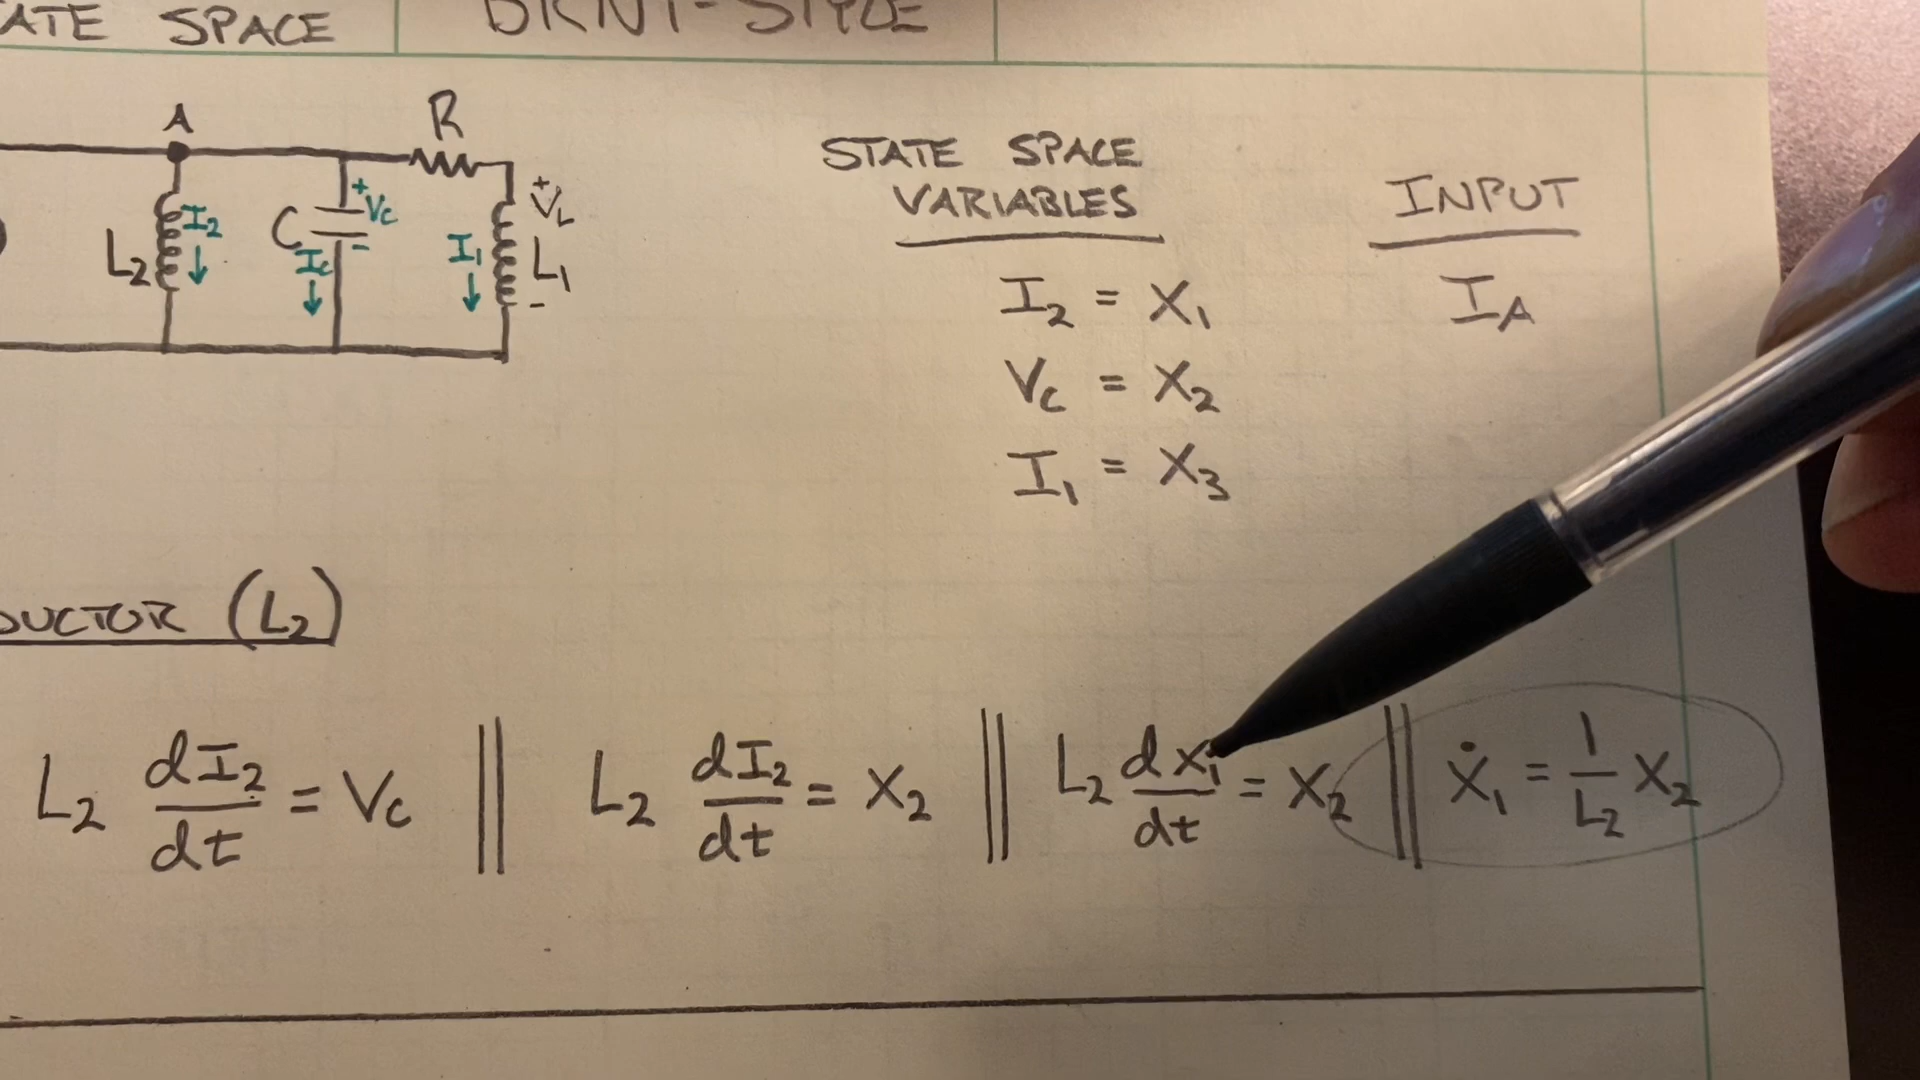 ATE SPACE
A
R
I2
L2
C
+
Vc
-
Ic
I1
+
VL
L1
-
STATE SPACE
VARIABLES
I2 = X1
Vc = X2
I1 = X3
INPUT
IA
DUCTOR (L2)
L2 dI2/dt = Vc || L2 dI2/dt = X2 || L2 dX1/dt = X2 || Ẋ1 = 1/L2 X2